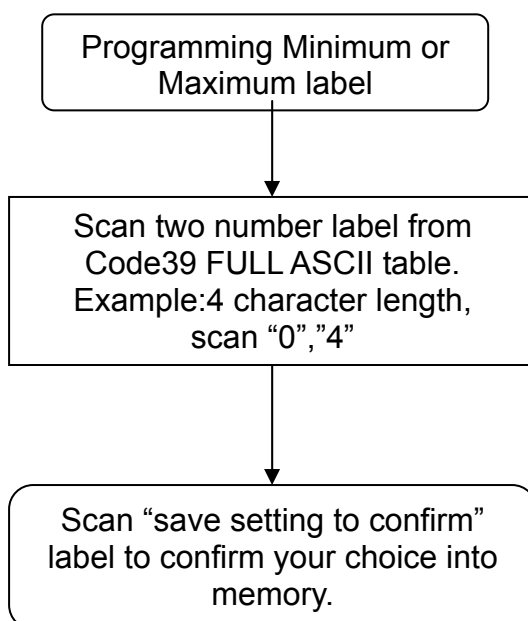 Programming Minimum or
Maximum label
Scan two number label from
Code39 FULL ASCII table.
Example:4 character length,
scan “0”,”4”
Scan “save setting to confirm”
label to confirm your choice into
memory.